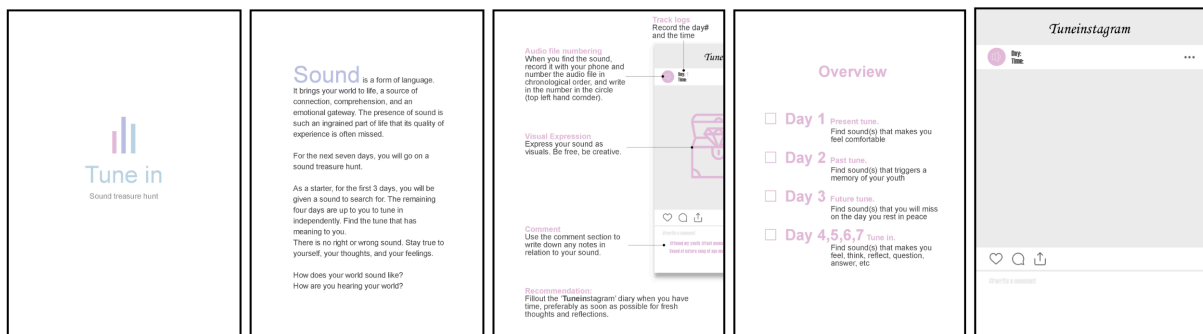 Tune in
Sound treasure hunt
Sound is a form of language.
It brings your world to life, a source of
connection, comprehension, and an
emotional gateway. The presence of sound is
such an ingrained part of life that its quality of
experience is often missed.
For the next seven days, you will go on a
sound treasure hunt.
As a starter, for the first 3 days, you will be
given a sound to search for. The remaining
four days are up to you to tune in
independently. Find the tune that has
meaning to you.
There is no right or wrong sound. Stay true to
yourself, your thoughts, and your feelings.
How does your world sound like?
How are you hearing your world?
Track logs
Record the day#
and the time
Audio file numbering
When you find the sound,
record it with your phone and
number the audio file in
chronological order, and write
in the number in the circle
(top left hand cornder).
Tune
Day:
Time:
Visual Expression
Express your sound as
visuals. Be free, be creative.
Comment
Use the comment section to
write down any notes in
relation to your sound.
Recommendation:
Fillout the 'Tuneinstagram' diary when you have
time, preferably as soon as possible for fresh
thoughts and reflections.
Overview
Day 1 Present tune.
Find sound(s) that makes you
feel comfortable
Day 2 Past tune.
Find sound(s) that triggers a
memory of your youth
Day 3 Future tune.
Find sound(s) that you will miss
on the day you rest in peace
Day 4,5,6,7 Tune in.
Find sound(s) that makes you
feel, think, reflect, question,
answer, etc
Tuneinstagram
Day:
Time: